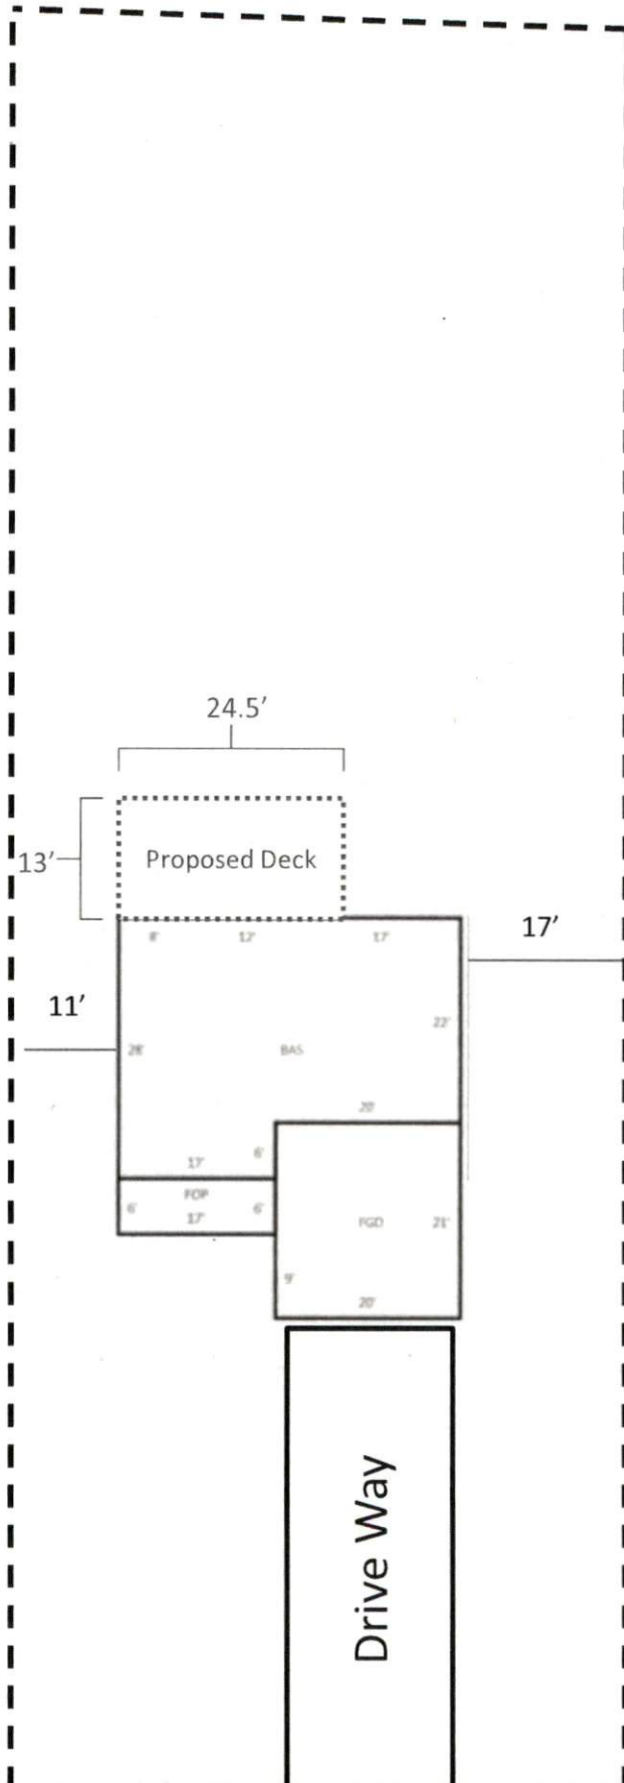 24.5'
13'
Proposed Deck
17'
8' 12' 17'
11'
22'
28' BAS
20'
6'
17'
FOP
6' 6'
17'
FGD 21'
9'
20'
Drive Way